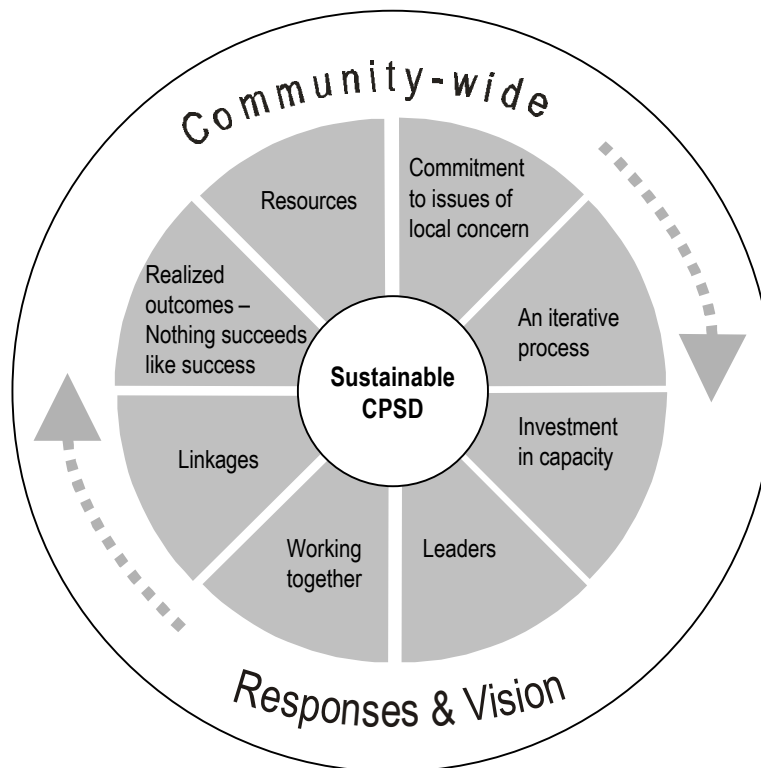 Community-wide
Commitment
to issues of
local concern
An iterative
process
Investment
in capacity
Leaders
Working
together
Linkages
Realized
outcomes –
Nothing succeeds
like success
Resources
Sustainable
CPSD
Responses & Vision